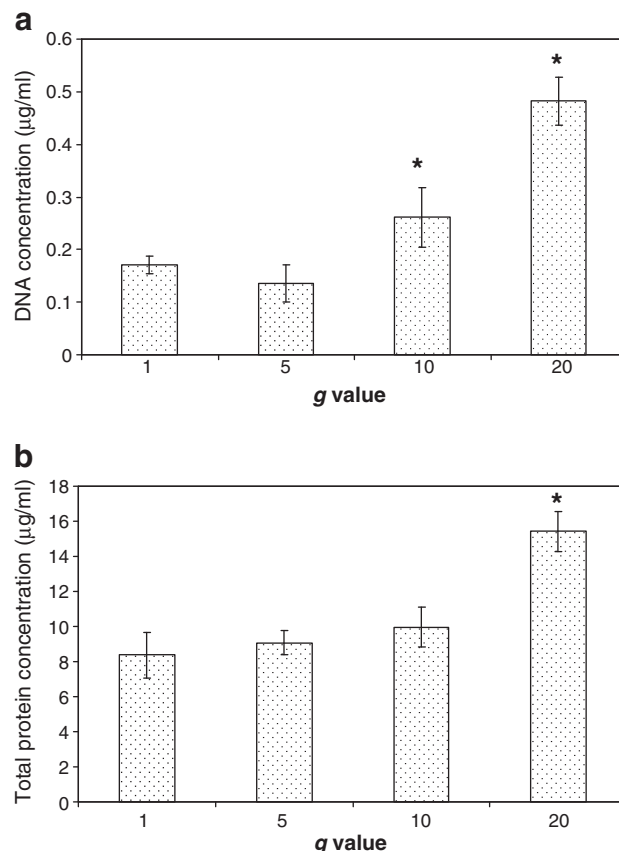 a
DNA concentration (µg/ml)
0.6
0.5
0.4
0.3
0.2
0.1
0
*
*
1 5 10 20
g value
b
Total protein concentration (µg/ml)
18
16
14
12
10
8
6
4
2
0
*
1 5 10 20
g value